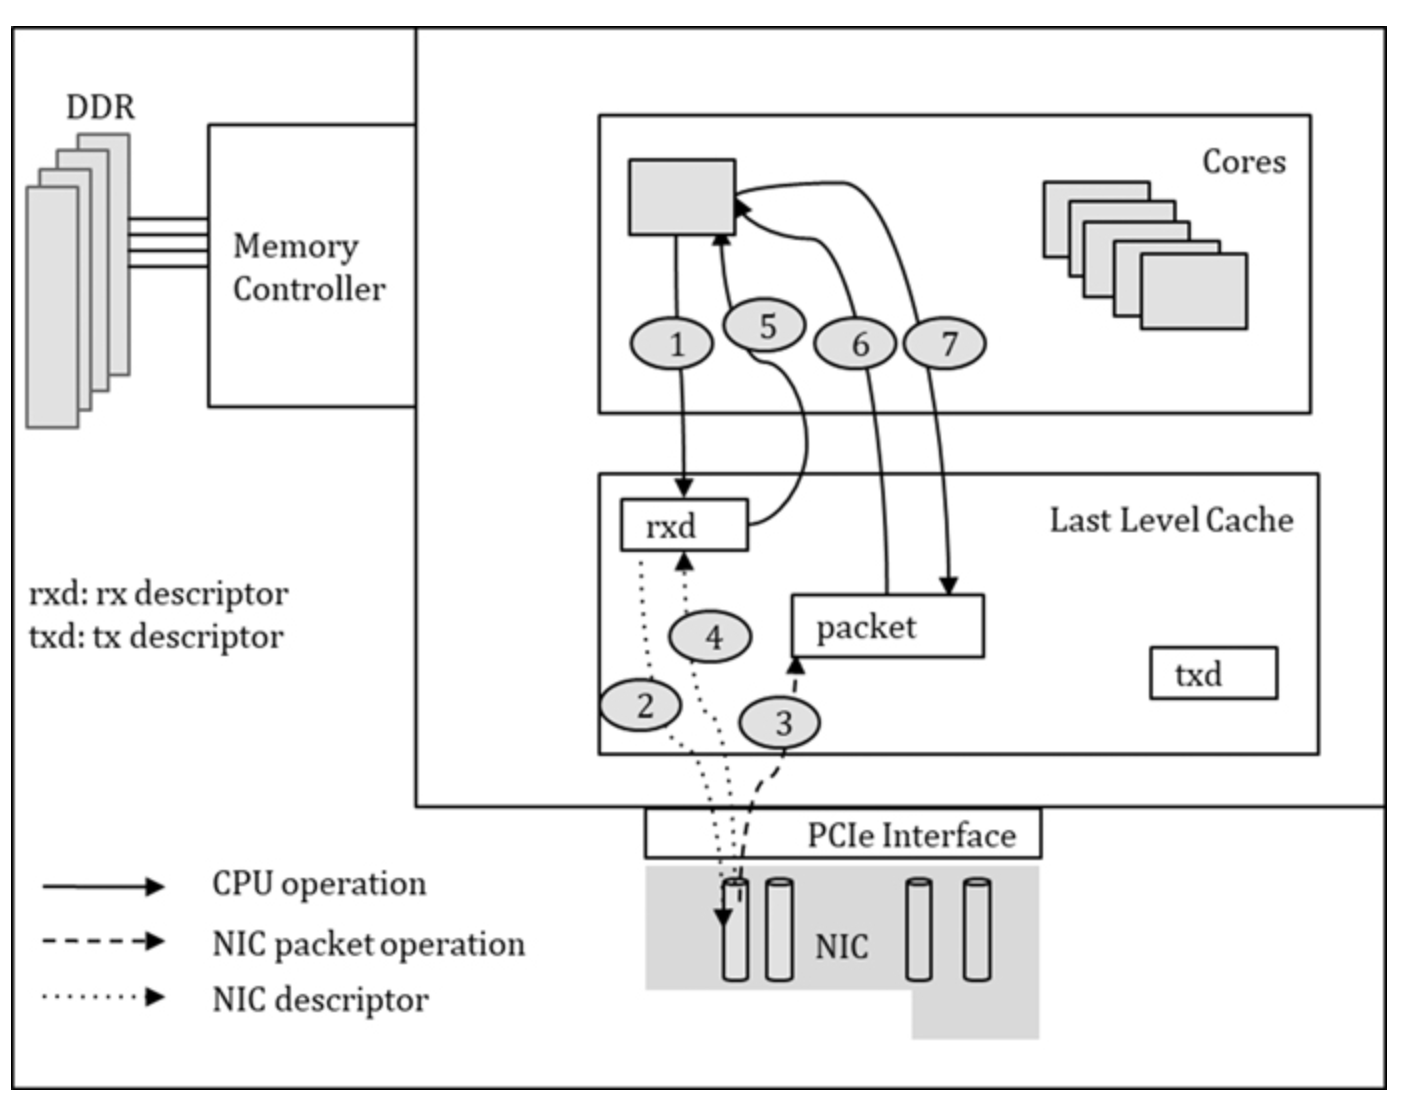 DDR
Memory
Controller
Cores
1
5
6
7
Last Level Cache
rxd
packet
txd
4
2
3
rxd: rx descriptor
txd: tx descriptor
PCIe Interface
NIC
CPU operation
NIC packet operation
NIC descriptor